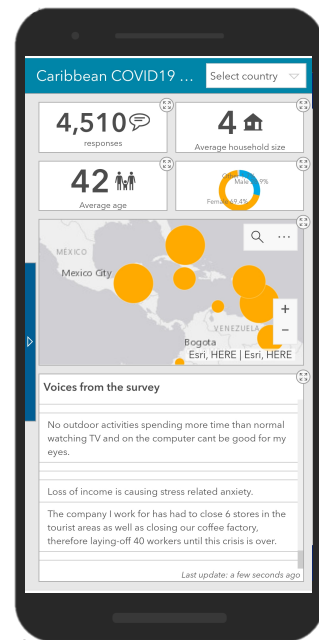 Caribbean COVID19 ...
Select country
4,510
responses
4
Average household size
42
Average age
Other
Male
Female 69.4%
MÉXICO
Mexico City
VENEZUELA
Bogota
Esri, HERE | Esri, HERE
Voices from the survey
No outdoor activities spending more time than normal
watching TV and on the computer cant be good for my
eyes.
Loss of income is causing stress related anxiety.
The company I work for has had to close 6 stores in the
tourist areas as well as closing our coffee factory,
therefore laying-off 40 workers until this crisis is over.
Last update: a few seconds ago